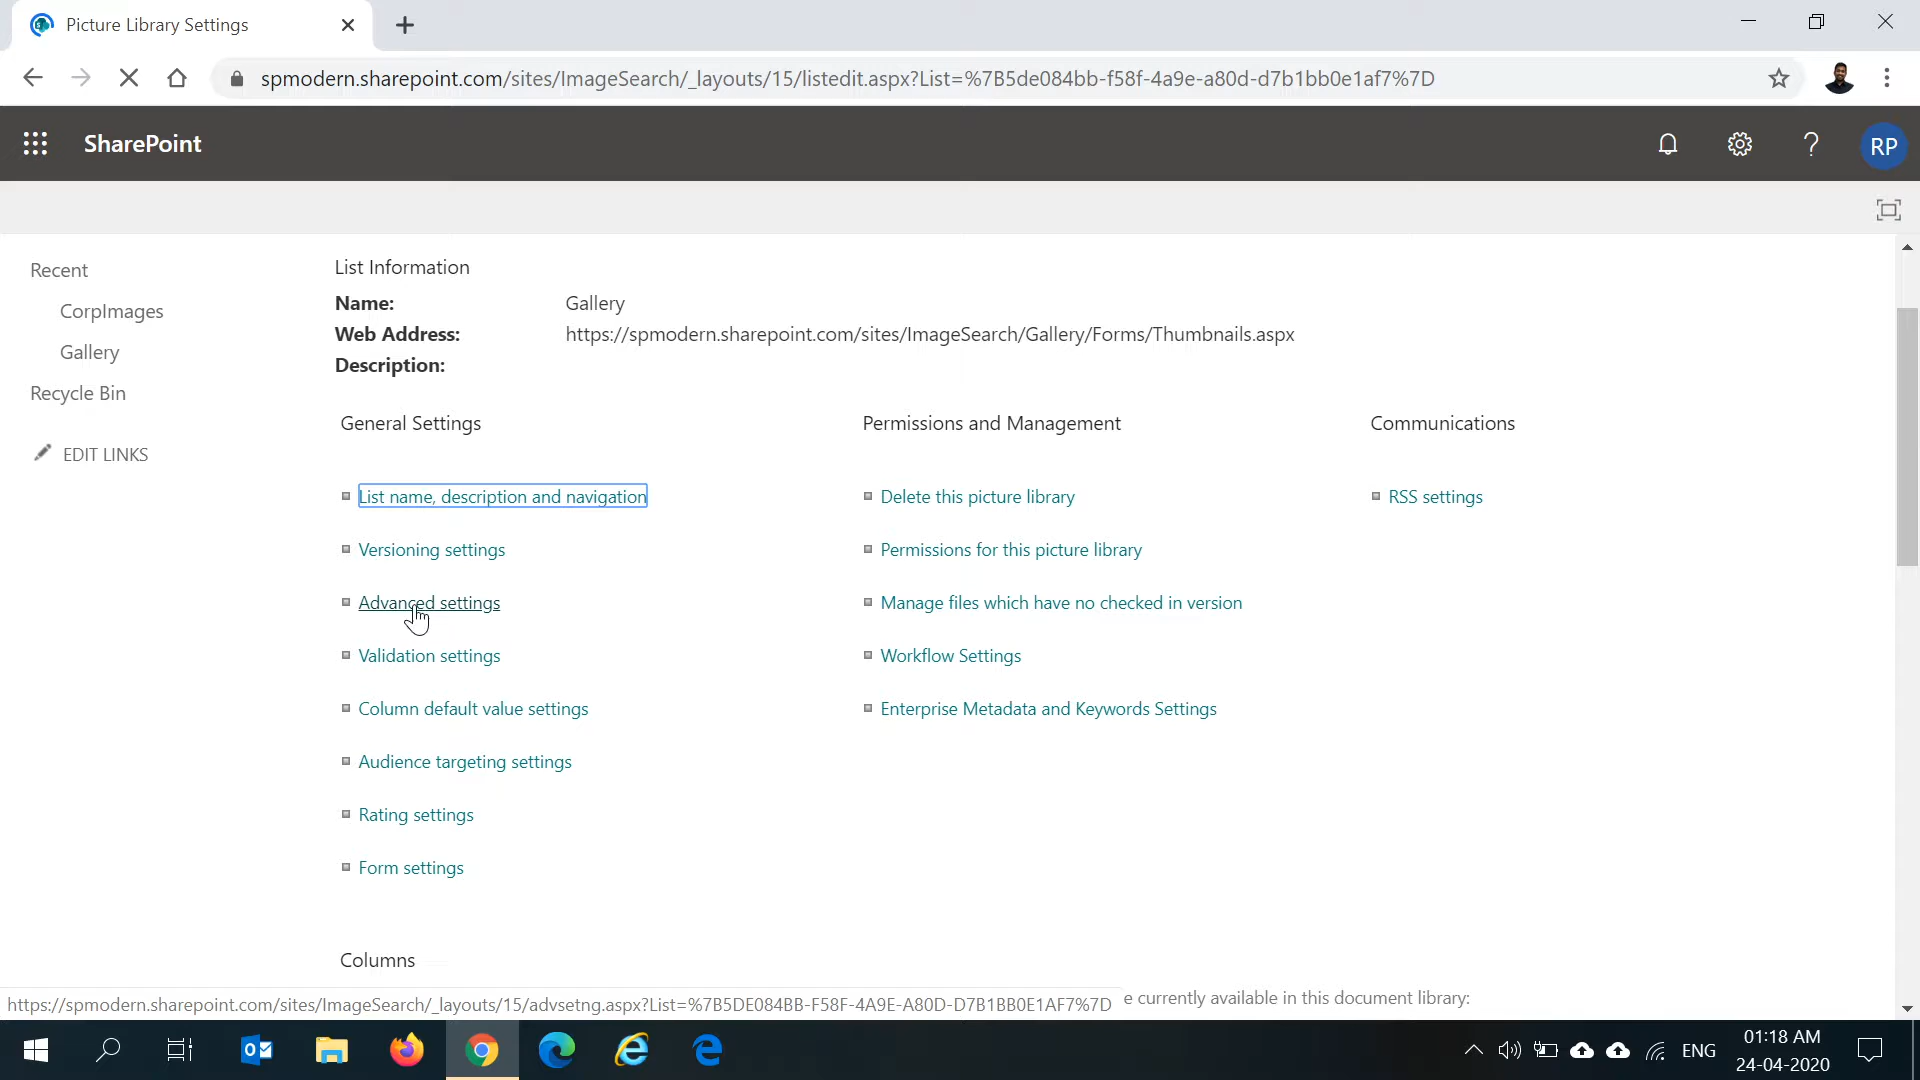 Picture Library Settings
spmodern.sharepoint.com/sites/ImageSearch/_layouts/15/listedit.aspx?List=%7B5de084bb-f58f-4a9e-a80d-d7b1bb0e1af7%7D
SharePoint
RP
Recent
CorpImages
Gallery
Recycle Bin
EDIT LINKS
List Information
Name: Gallery
Web Address: https://spmodern.sharepoint.com/sites/ImageSearch/Gallery/Forms/Thumbnails.aspx
Description:
General Settings
List name, description and navigation
Versioning settings
Advanced settings
Validation settings
Column default value settings
Audience targeting settings
Rating settings
Form settings
Permissions and Management
Delete this picture library
Permissions for this picture library
Manage files which have no checked in version
Workflow Settings
Enterprise Metadata and Keywords Settings
Communications
RSS settings
Columns
e currently available in this document library:
https://spmodern.sharepoint.com/sites/ImageSearch/_layouts/15/advsetng.aspx?List=%7B5DE084BB-F58F-4A9E-A80D-D7B1BB0E1AF7%7D
ENG
01:18 AM
24-04-2020